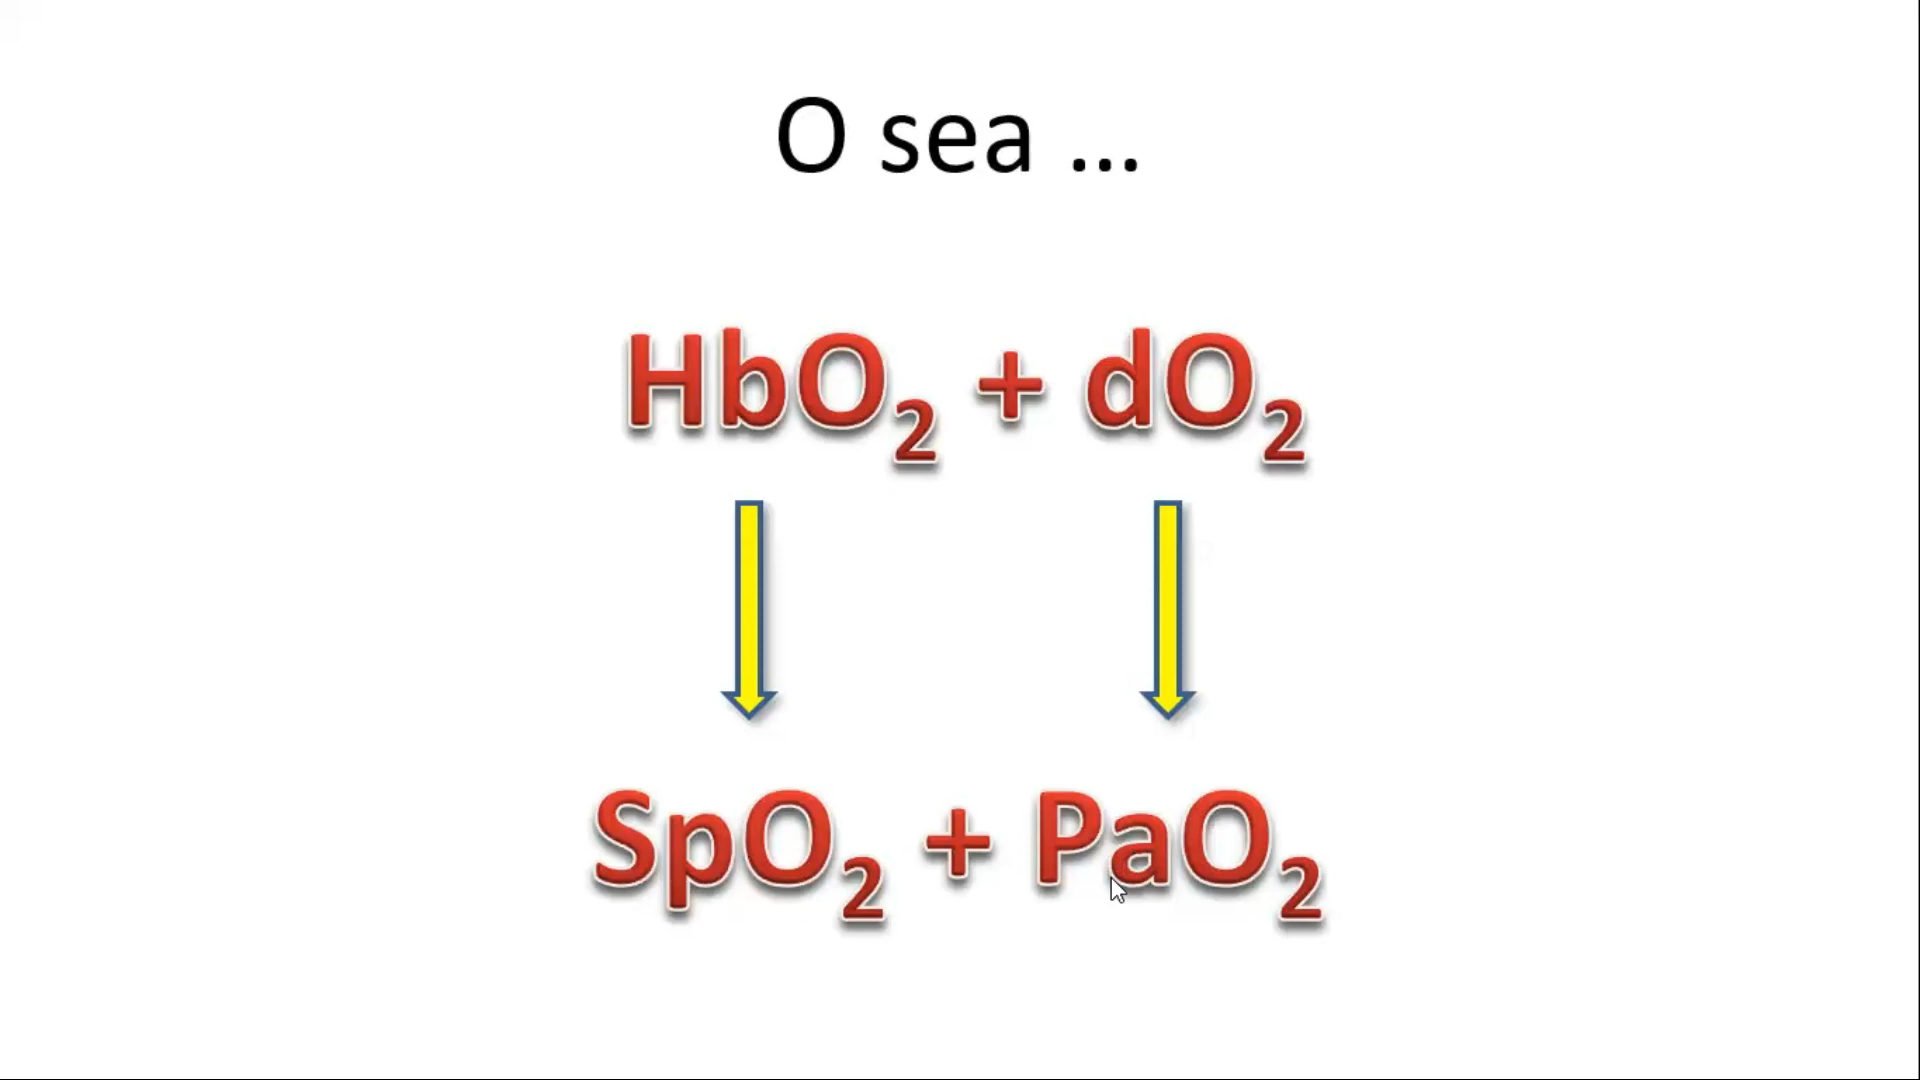 O sea ...
HbO₂ + dO₂
SpO₂ + PaO₂